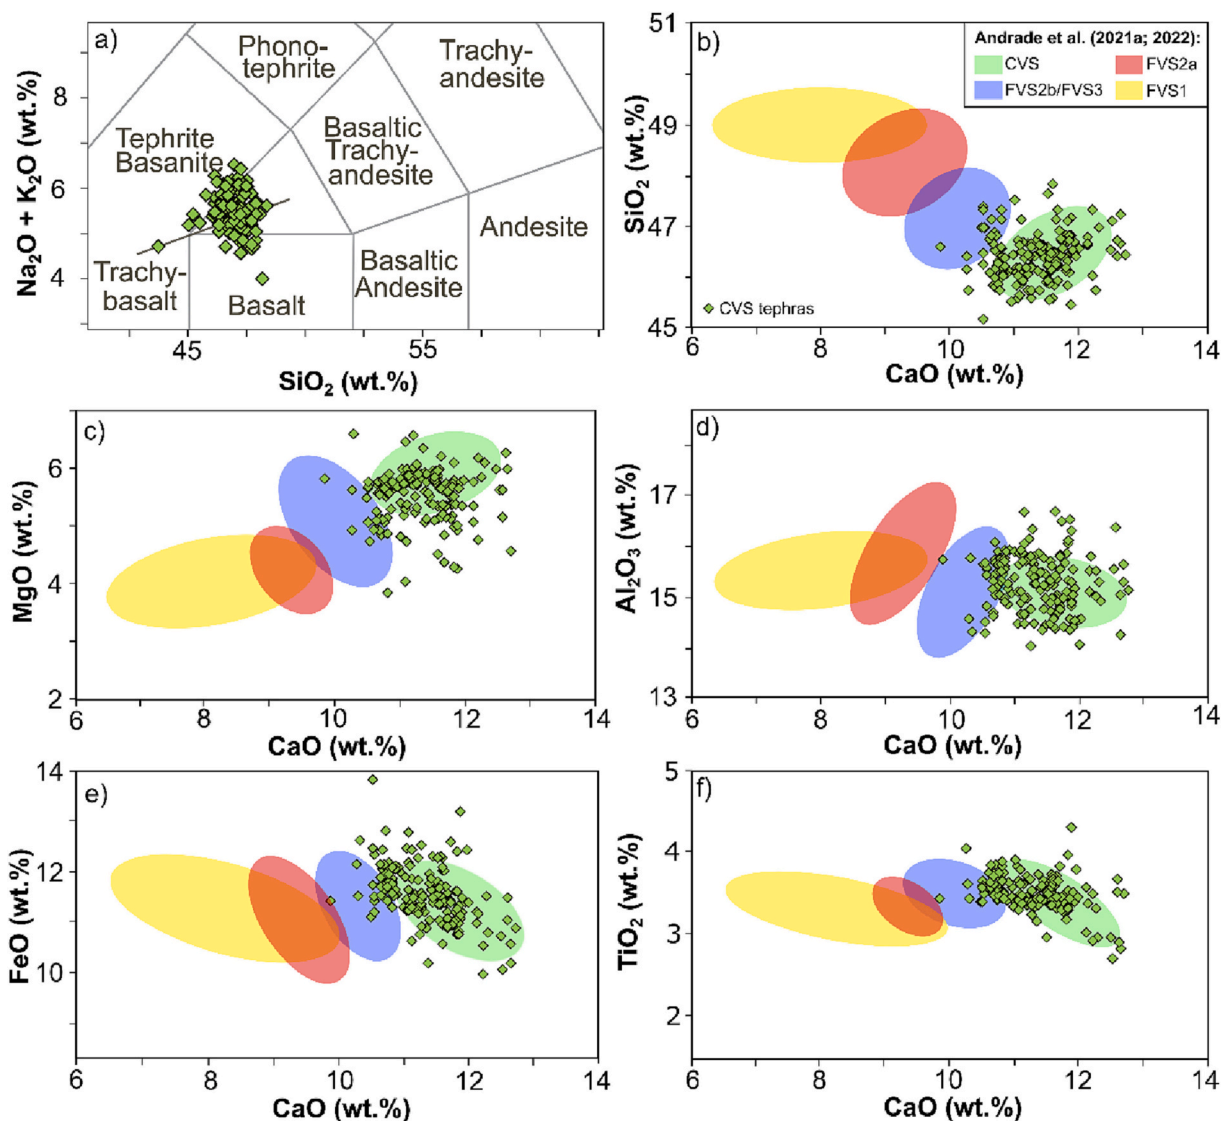 a)
Na₂O + K₂O (wt.%)
8
6
4
Phono-
tephrite
Trachy-
andesite
Tephrite
Basanite
Basaltic
Trachy-
andesite
Trachy-
basalt
Basalt
Basaltic
Andesite
Andesite
45
55
SiO₂ (wt.%)
b)
SiO₂ (wt.%)
51
49
47
45
Andrade et al. (2021a; 2022):
CVS
FVS2a
FVS2b/FVS3
FVS1
CVS tephras
6
8
10
12
14
CaO (wt.%)
c)
MgO (wt.%)
6
4
2
6
8
10
12
14
CaO (wt.%)
d)
Al₂O₃ (wt.%)
17
15
13
6
8
10
12
14
CaO (wt.%)
e)
FeO (wt.%)
14
12
10
6
8
10
12
14
CaO (wt.%)
f)
TiO₂ (wt.%)
5
4
3
2
6
8
10
12
14
CaO (wt.%)